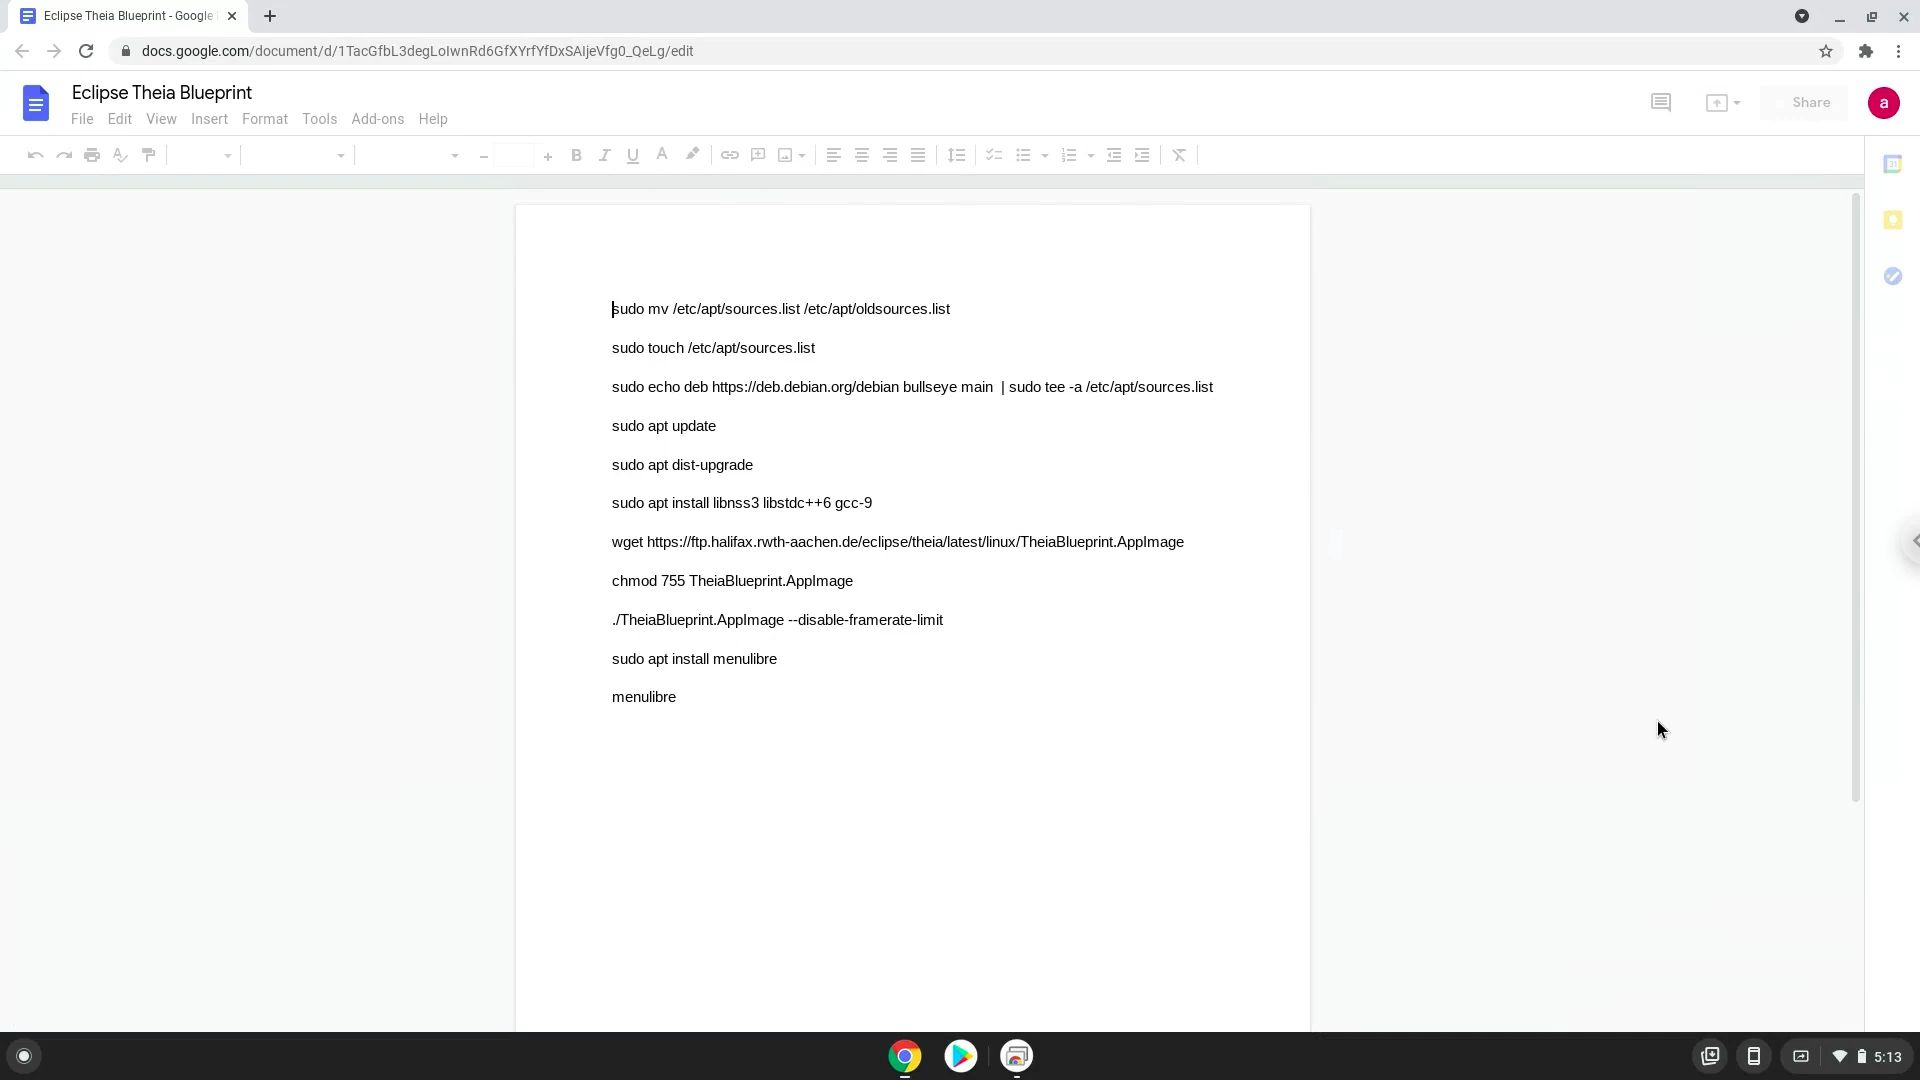 Eclipse Theia Blueprint - Google
docs.google.com/document/d/1TacGfbL3degLoIwnRd6GfXYrfYfDxSAIjeVfg0_QeLg/edit
Eclipse Theia Blueprint
File Edit View Insert Format Tools Add-ons Help
Share
a
31
sudo mv /etc/apt/sources.list /etc/apt/oldsources.list
sudo touch /etc/apt/sources.list
sudo echo deb https://deb.debian.org/debian bullseye main  | sudo tee -a /etc/apt/sources.list
sudo apt update
sudo apt dist-upgrade
sudo apt install libnss3 libstdc++6 gcc-9
wget https://ftp.halifax.rwth-aachen.de/eclipse/theia/latest/linux/TheiaBlueprint.AppImage
chmod 755 TheiaBlueprint.AppImage
./TheiaBlueprint.AppImage --disable-framerate-limit
sudo apt install menulibre
menulibre
5:13